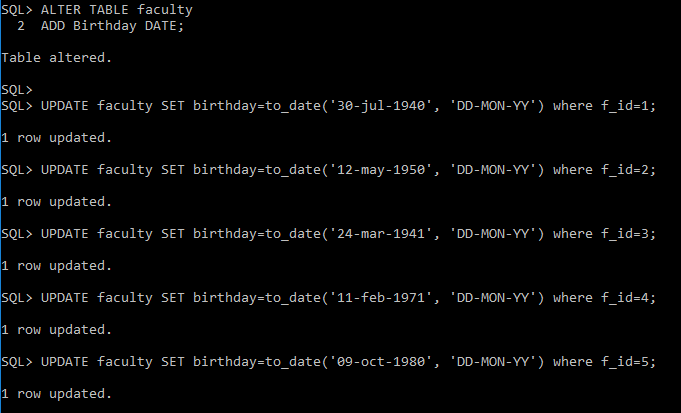 SQL> ALTER TABLE faculty
  2  ADD Birthday DATE;
Table altered.
SQL>
SQL> UPDATE faculty SET birthday=to_date('30-jul-1940', 'DD-MON-YY') where f_id=1;
1 row updated.
SQL> UPDATE faculty SET birthday=to_date('12-may-1950', 'DD-MON-YY') where f_id=2;
1 row updated.
SQL> UPDATE faculty SET birthday=to_date('24-mar-1941', 'DD-MON-YY') where f_id=3;
1 row updated.
SQL> UPDATE faculty SET birthday=to_date('11-feb-1971', 'DD-MON-YY') where f_id=4;
1 row updated.
SQL> UPDATE faculty SET birthday=to_date('09-oct-1980', 'DD-MON-YY') where f_id=5;
1 row updated.